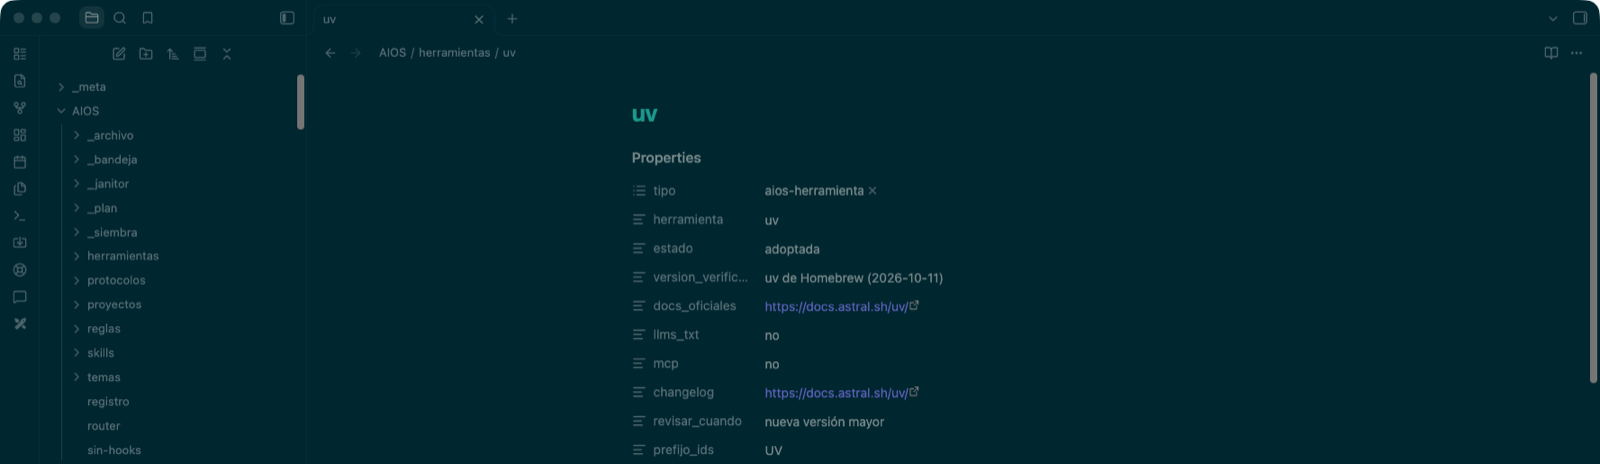 uv
AIOS / herramientas / uv
_meta
AIOS
_archivo
_bandeja
_janitor
_plan
_siembra
herramientas
protocolos
proyectos
reglas
skills
temas
registro
router
sin-hooks
uv
Properties
tipo aios-herramienta
herramienta uv
estado adoptada
version_verific... uv de Homebrew (2026-10-11)
docs_oficiales https://docs.astral.sh/uv/
llms_txt no
mcp no
changelog https://docs.astral.sh/uv/
revisar_cuando nueva versión mayor
prefijo_ids UV